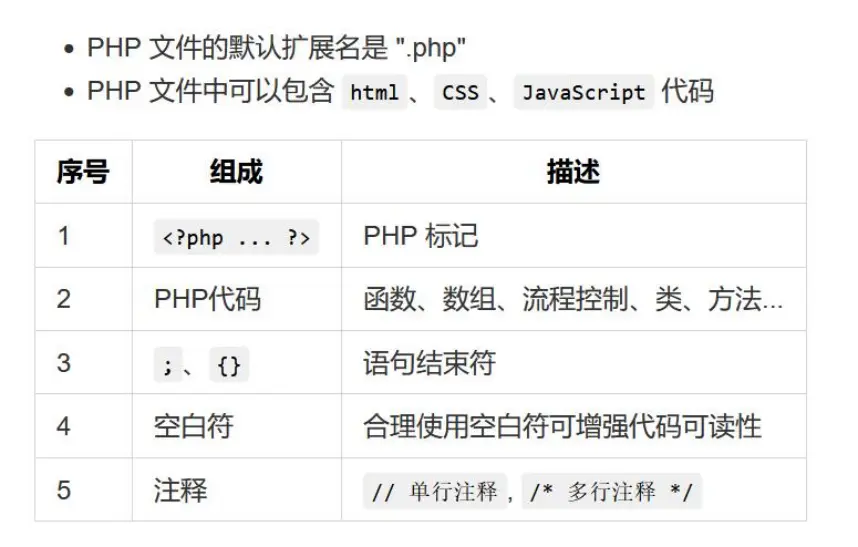 • PHP 文件的默认扩展名是 ".php"
• PHP 文件中可以包含 html、CSS、JavaScript 代码
序号 组成 描述
1 <?php ... ?> PHP 标记
2 PHP代码 函数、数组、流程控制、类、方法...
3 ;、{} 语句结束符
4 空白符 合理使用空白符可增强代码可读性
5 注释 // 单行注释, /* 多行注释 */